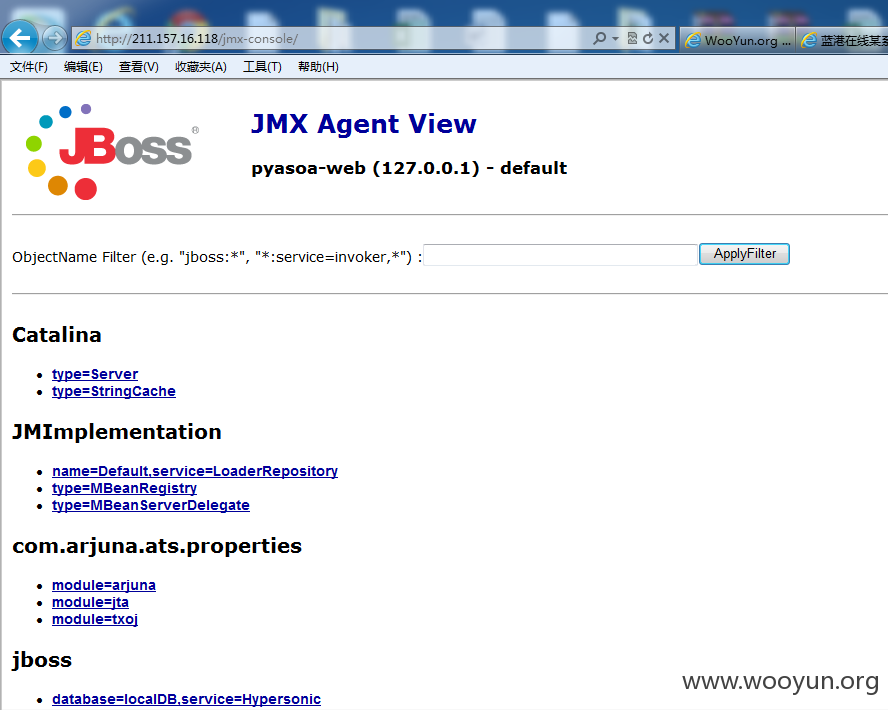 http://211.157.16.118/jmx-console/
WooYun.org ...
蓝港在线某系
文件(F) 编辑(E) 查看(V) 收藏夹(A) 工具(T) 帮助(H)
JBoss®
JMX Agent View
pyasoa-web (127.0.0.1) - default
ObjectName Filter (e.g. "jboss:*", "*:service=invoker,*") :
ApplyFilter
Catalina
type=Server
type=StringCache
JMImplementation
name=Default,service=LoaderRepository
type=MBeanRegistry
type=MBeanServerDelegate
com.arjuna.ats.properties
module=arjuna
module=jta
module=txoj
jboss
database=localDB,service=Hypersonic
www.wooyun.org